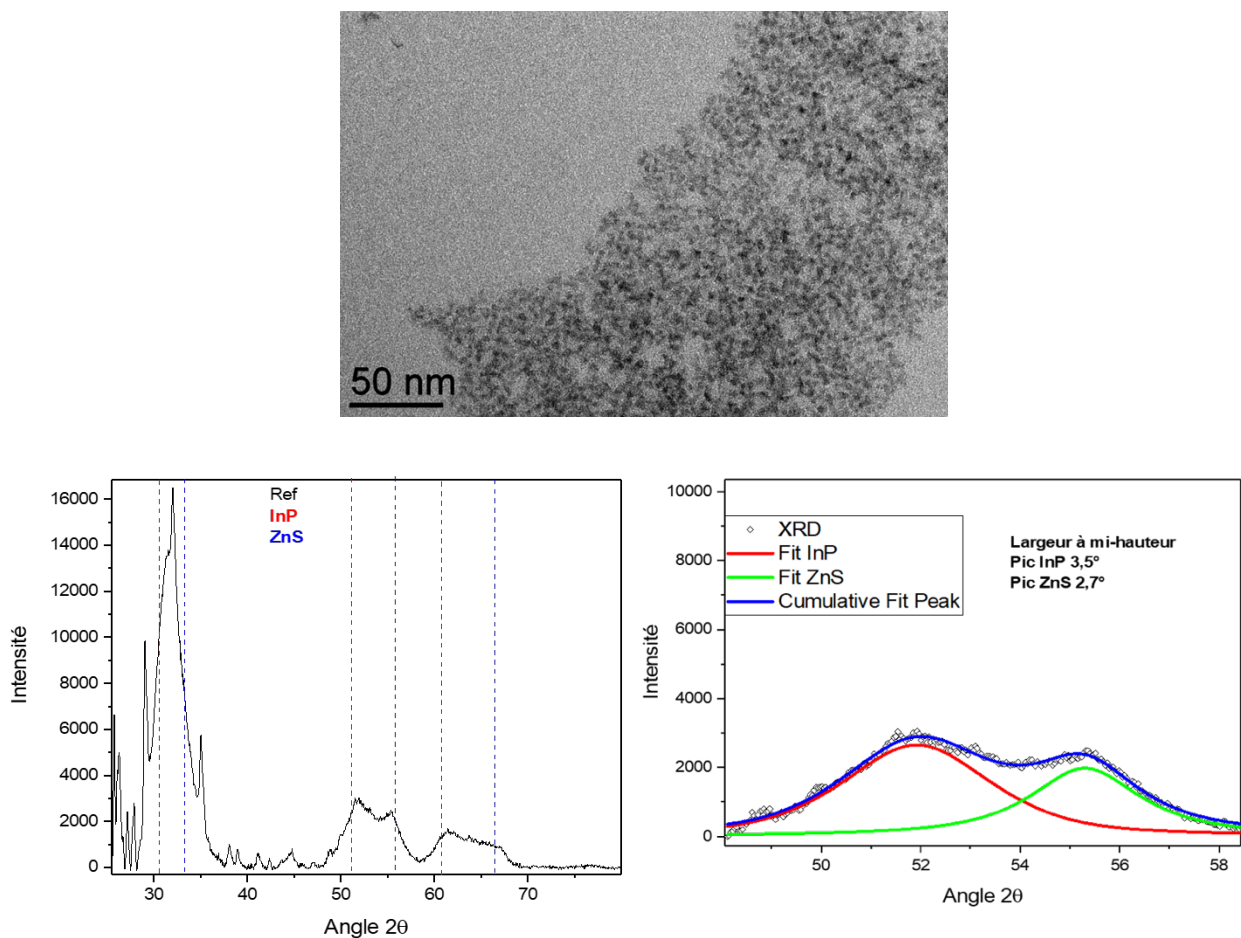 50 nm
16000
14000
12000
10000
8000
6000
4000
2000
0
Intensité
30
40
50
60
70
Angle 2θ
Ref
InP
ZnS
10000
8000
6000
4000
2000
0
Intensité
50
52
54
56
58
Angle 2θ
XRD
Fit InP
Fit ZnS
Cumulative Fit Peak
Largeur à mi-hauteur
Pic InP 3,5°
Pic ZnS 2,7°